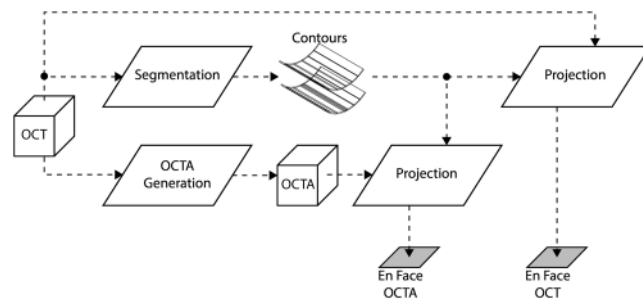 Contours
Segmentation
Projection
OCT
OCTA
Generation
OCTA
Projection
En Face
OCTA
En Face
OCT